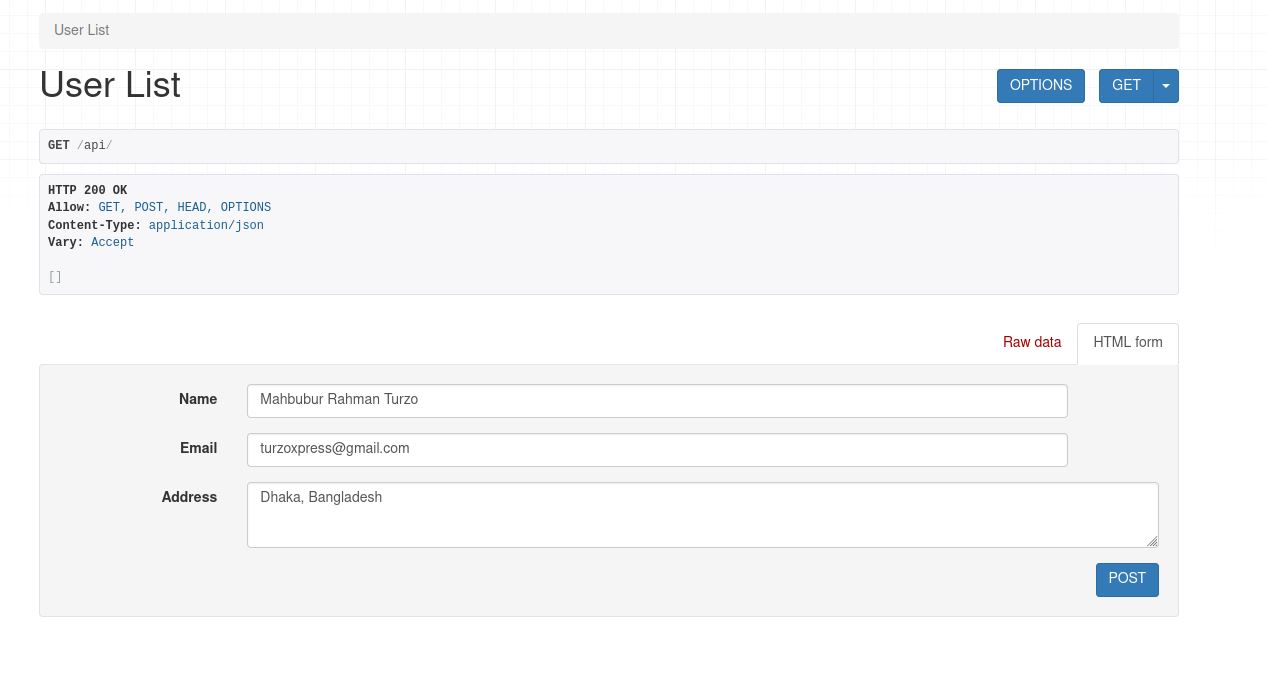 User List
User List
OPTIONS GET
GET /api/
HTTP 200 OK
Allow: GET, POST, HEAD, OPTIONS
Content-Type: application/json
Vary: Accept
[]
Raw data HTML form
Name Mahbubur Rahman Turzo
Email turzoxpress@gmail.com
Address Dhaka, Bangladesh
POST